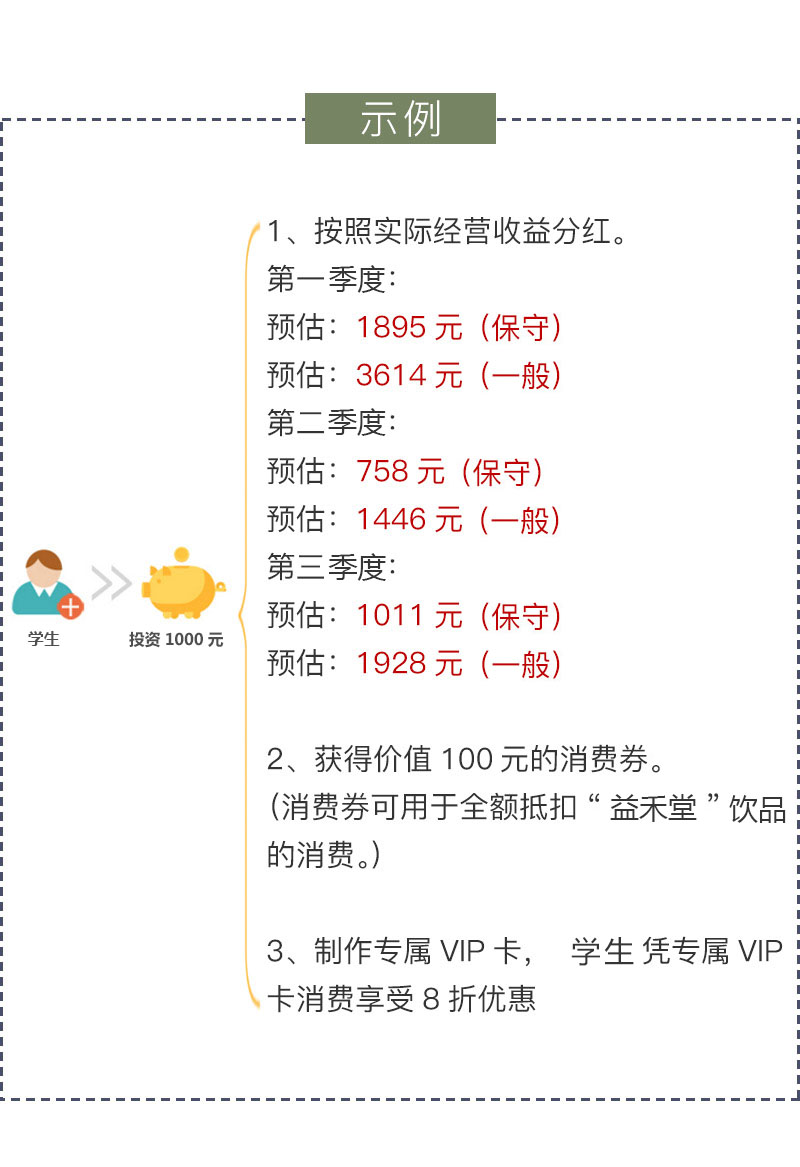 示例
1、按照实际经营收益分红。
第一季度：
预估：1895 元（保守）
预估：3614 元（一般）
第二季度：
预估：758 元（保守）
预估：1446 元（一般）
第三季度：
预估：1011 元（保守）
预估：1928 元（一般）
学生
投资 1000 元
2、获得价值 100 元的消费券。
（消费券可用于全额抵扣“益禾堂”饮品
的消费。）
3、制作专属 VIP 卡， 学生 凭专属 VIP
卡消费享受 8 折优惠